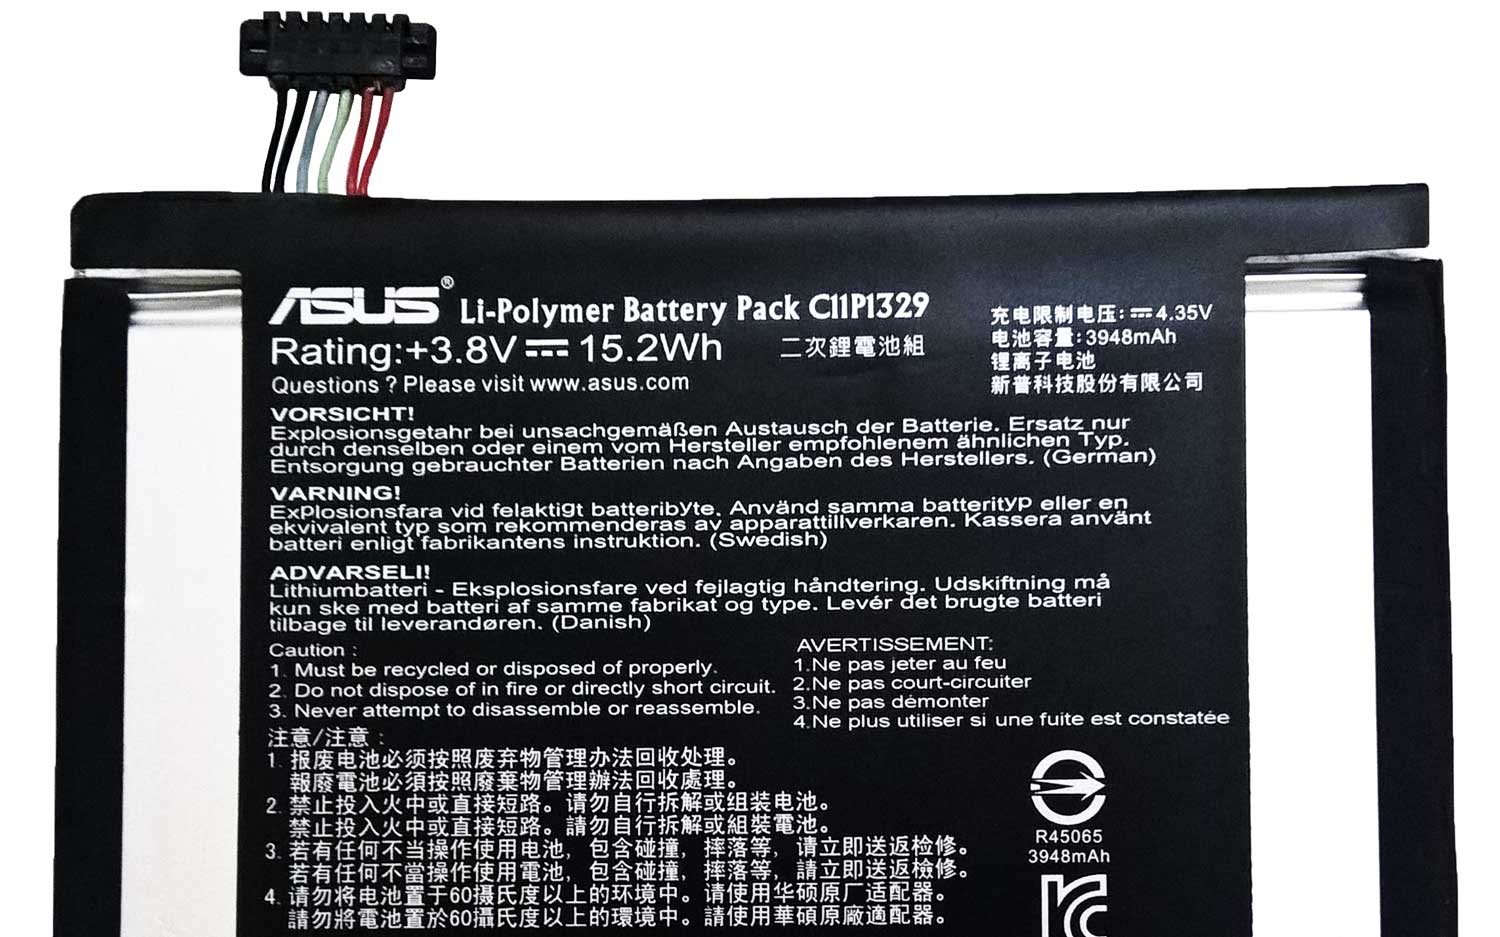 ASUS® Li-Polymer Battery Pack C11P1329
Rating:+3.8V⎓15.2Wh 二次鋰電池組
Questions ? Please visit www.asus.com
充电限制电压:⎓4.35V
电池容量:3948mAh
锂离子电池
新普科技股份有限公司
VORSICHT!
Explosionsgetahr bei unsachgemäßen Austausch der Batterie. Ersatz nur
durch denselben oder einem vom Hersteller empfohlenem ähnlichen Typ.
Entsorgung gebrauchter Batterien nach Angaben des Herstellers. (German)
VARNING!
Explosionsfara vid felaktigt batteribyte. Använd samma batterityp eller en
ekvivalent typ som rekommenderas av apparattillverkaren. Kassera använt
batteri enligt fabrikantens instruktion. (Swedish)
ADVARSELI!
Lithiumbatteri - Eksplosionsfare ved fejlagtig håndtering. Udskiftning må
kun ske med batteri af samme fabrikat og type. Levér det brugte batteri
tilbage til leverandøren. (Danish)
Caution :
1. Must be recycled or disposed of properly.
2. Do not dispose of in fire or directly short circuit.
3. Never attempt to disassemble or reassemble.
AVERTISSEMENT:
1.Ne pas jeter au feu
2.Ne pas court-circuiter
3.Ne pas démonter
4.Ne plus utiliser si une fuite est constatée
注意/注意 :
1. 报废电池必须按照废弃物管理办法回收处理。
報廢電池必須按照廢棄物管理辦法回收處理。
2. 禁止投入火中或直接短路。请勿自行拆解或组装电池。
禁止投入火中或直接短路。請勿自行拆解或組裝電池。
3. 若有任何不当操作使用电池，包含碰撞，摔落等，请立即送返检修。
若有任何不當操作使用電池，包含碰撞，摔落等，請立即送返檢修。
4. 请勿将电池置于60摄氏度以上的环境中。请使用华硕原厂适配器。
請勿將電池置於60攝氏度以上的環境中。請使用華碩原廠適配器。
R45065
3948mAh